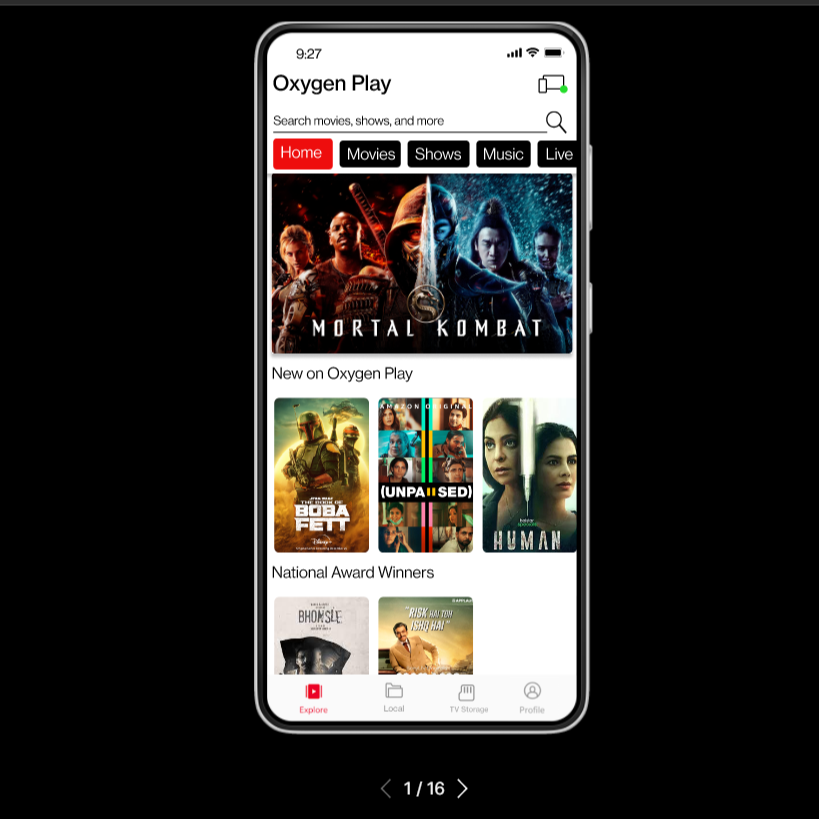 9:27
Oxygen Play
Search movies, shows, and more
Home Movies Shows Music Live
MORTAL KOMBAT
New on Oxygen Play
AMAZON ORIGINAL
STAR WARS
THE BOOK OF
BOBA
FETT
Disney+
(UNPAUSED)
HUMAN
National Award Winners
BHONSLE
"RISK HAI TOH
ISHQ HAI"
Explore Local TV Storage Profile
1 / 16